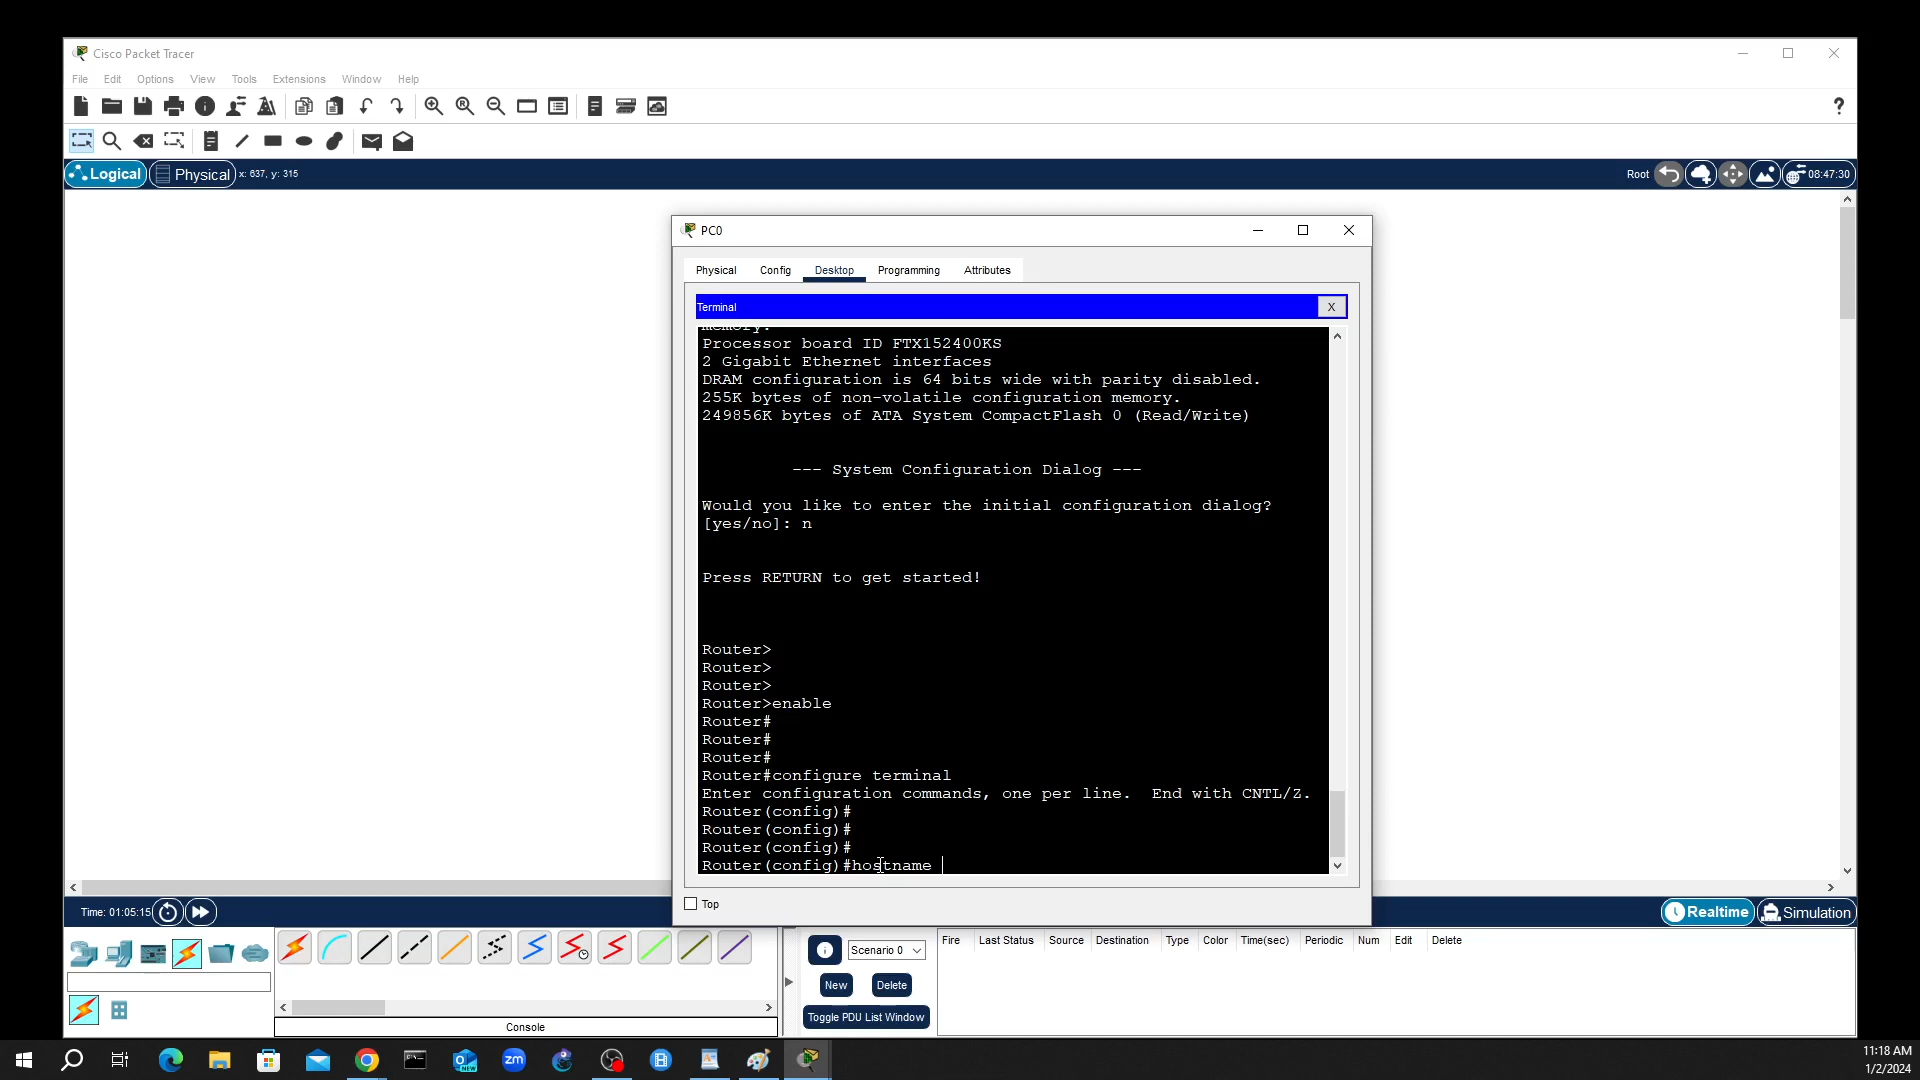 Cisco Packet Tracer
File Edit Options View Tools Extensions Window Help
?
Logical Physical x: 637, y: 315 Root 08:47:30
PC0
Physical Config Desktop Programming Attributes
Terminal X
memory.
Processor board ID FTX152400KS
2 Gigabit Ethernet interfaces
DRAM configuration is 64 bits wide with parity disabled.
255K bytes of non-volatile configuration memory.
249856K bytes of ATA System CompactFlash 0 (Read/Write)
--- System Configuration Dialog ---
Would you like to enter the initial configuration dialog?
[yes/no]: n
Press RETURN to get started!
Router>
Router>
Router>
Router>enable
Router#
Router#
Router#
Router#configure terminal
Enter configuration commands, one per line.  End with CNTL/Z.
Router(config)#
Router(config)#
Router(config)#
Router(config)#hostname
Top
Time: 01:05:15 Realtime Simulation
Scenario 0
New Delete
Toggle PDU List Window
Fire Last Status Source Destination Type Color Time(sec) Periodic Num Edit Delete
Console
zm
NEW
11:18 AM
1/2/2024